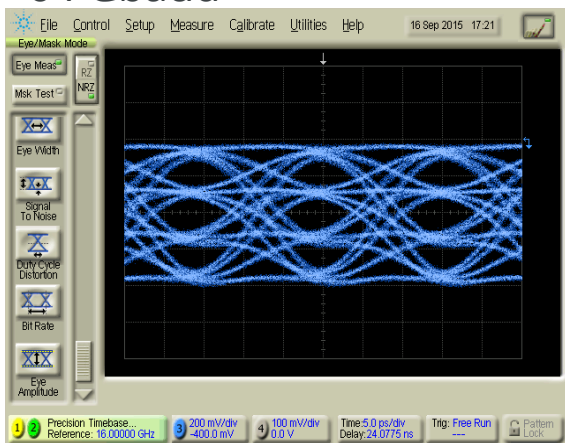 File Control Setup Measure Calibrate Utilities Help 16 Sep 2015 17:21
Eye/Mask Mode
Eye Meas
RZ
NRZ
Msk Test
Eye Width
Signal
To Noise
Duty Cycle
Distortion
Bit Rate
Eye
Amplitude
1 2 Precision Timebase...
Reference: 16.00000 GHz
3 200 mV/div
-400.0 mV
4 100 mV/div
0.0 V
Time:5.0 ps/div
Delay:24.0775 ns
Trig: Free Run
---
Pattern
Lock